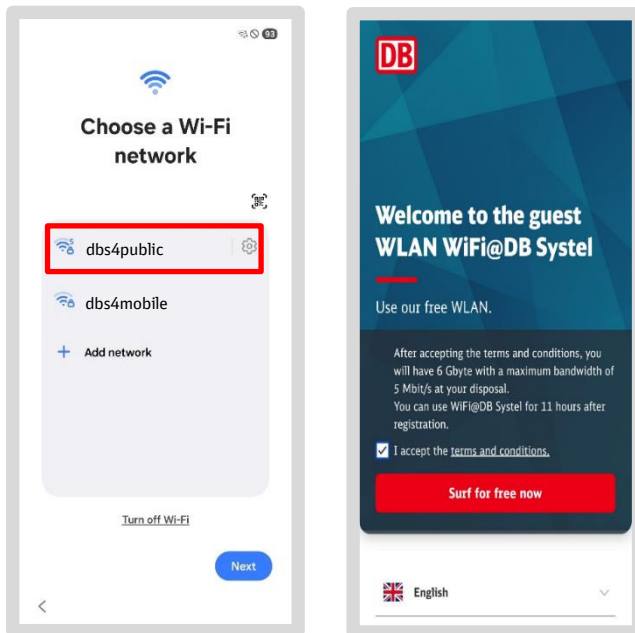 93
Choose a Wi-Fi
network
dbs4public
dbs4mobile
+ Add network
Turn off Wi-Fi
Next
DB
Welcome to the guest
WLAN WiFi@DB Systel
Use our free WLAN.
After accepting the terms and conditions, you
will have 6 Gbyte with a maximum bandwidth of
5 Mbit/s at your disposal.
You can use WiFi@DB Systel for 11 hours after
registration.
I accept the terms and conditions.
Surf for free now
English